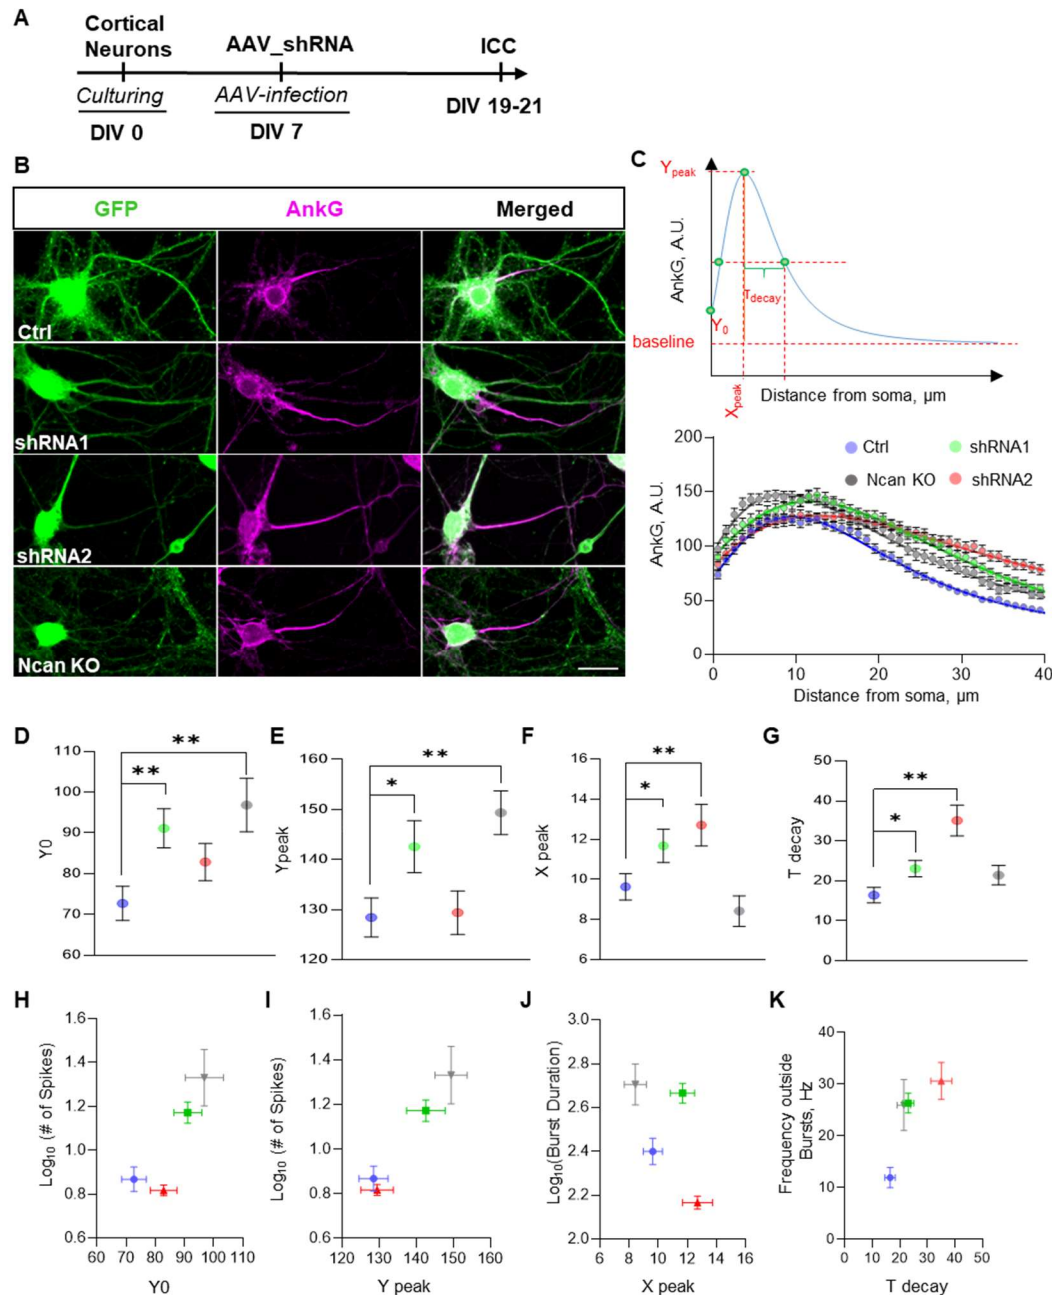 A
Cortical
Neurons
AAV_shRNA
ICC
Culturing
AAV-infection
DIV 0
DIV 7
DIV 19-21
B
GFP
AnkG
Merged
Ctrl
shRNA1
shRNA2
Ncan KO
C
Ypeak
AnkG, A.U.
Tdecay
Y0
baseline
Xpeak
Distance from soma, µm
200
150
100
50
0
AnkG, A.U.
Ctrl
shRNA1
Ncan KO
shRNA2
0 10 20 30 40
Distance from soma, µm
D
110
100
90
80
70
60
Y0
**
**
E
160
150
140
130
120
Ypeak
*
**
F
16
14
12
10
8
6
X peak
*
**
G
50
40
30
20
10
0
T decay
*
**
H
1.6
1.4
1.2
1.0
0.8
0.6
Log10 (# of Spikes)
60 70 80 90 100 110
Y0
I
1.6
1.4
1.2
1.0
0.8
0.6
Log10 (# of Spikes)
120 130 140 150 160
Y peak
J
3.0
2.8
2.6
2.4
2.2
2.0
Log10(Burst Duration)
6 8 10 12 14 16
X peak
K
40
30
20
10
0
Frequency outside
Bursts, Hz
0 10 20 30 40 50
T decay